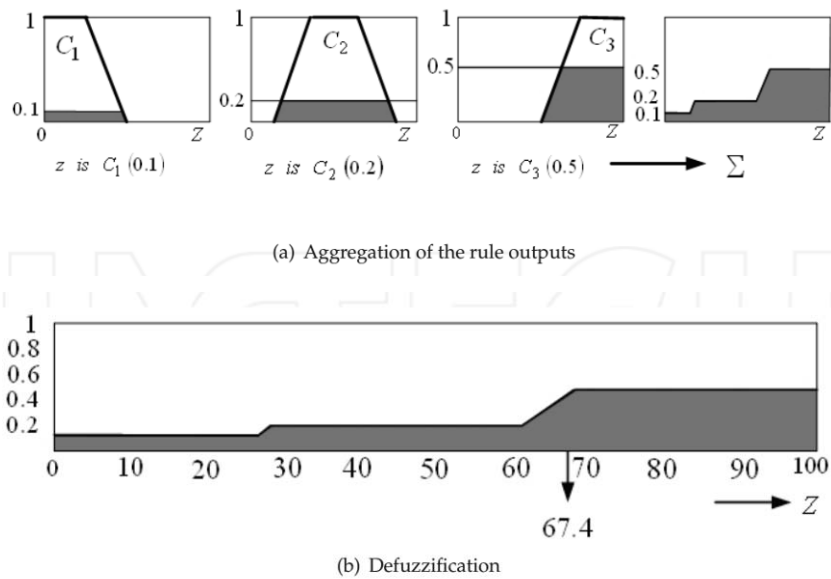 1
C1
0.1
0
Z
z is C1 (0.1)
1
C2
0.2
0
Z
z is C2 (0.2)
1
C3
0.5
0
Z
z is C3 (0.5)
Σ
0.5
0.2
0.1
Z
(a) Aggregation of the rule outputs
1
0.8
0.6
0.4
0.2
0 10 20 30 40 50 60 70 80 90 100
Z
67.4
(b) Defuzzification